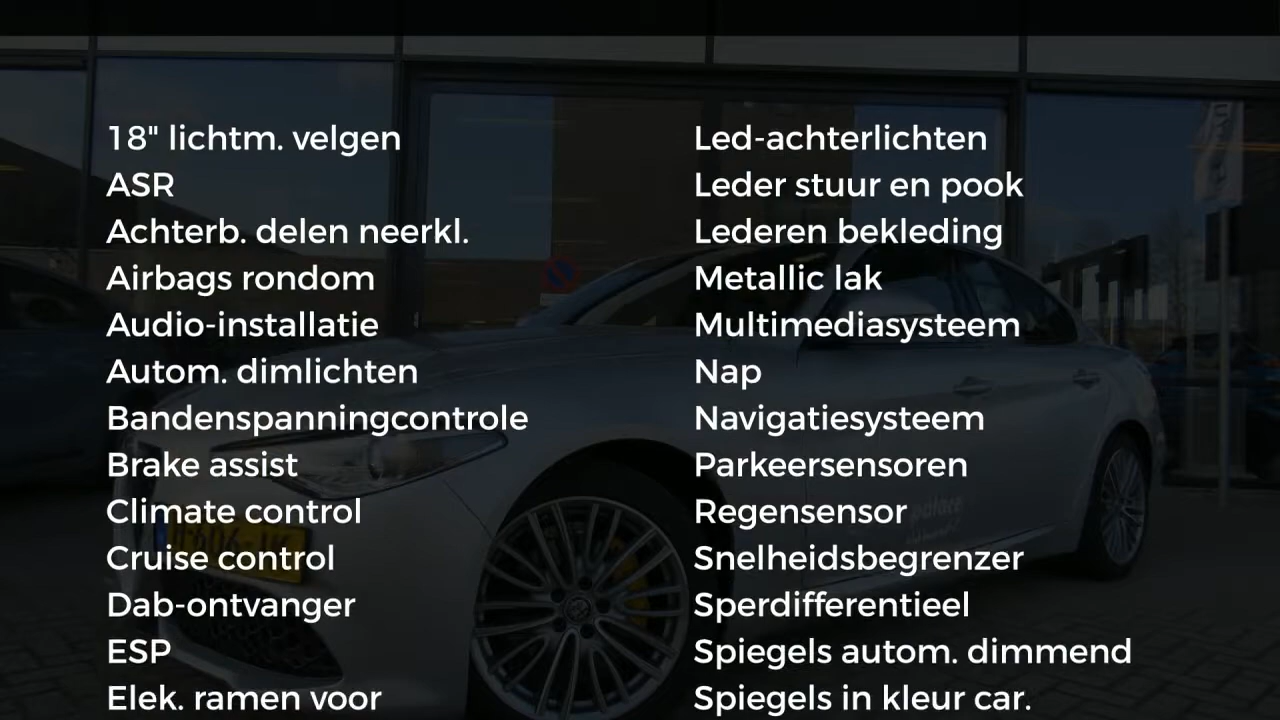 18" lichtm. velgen
ASR
Achterb. delen neerkl.
Airbags rondom
Audio-installatie
Autom. dimlichten
Bandenspanningcontrole
Brake assist
Climate control
Cruise control
Dab-ontvanger
ESP
Elek. ramen voor
Led-achterlichten
Leder stuur en pook
Lederen bekleding
Metallic lak
Multimediasysteem
Nap
Navigatiesysteem
Parkeersensoren
Regensensor
Snelheidsbegrenzer
Sperdifferentieel
Spiegels autom. dimmend
Spiegels in kleur car.